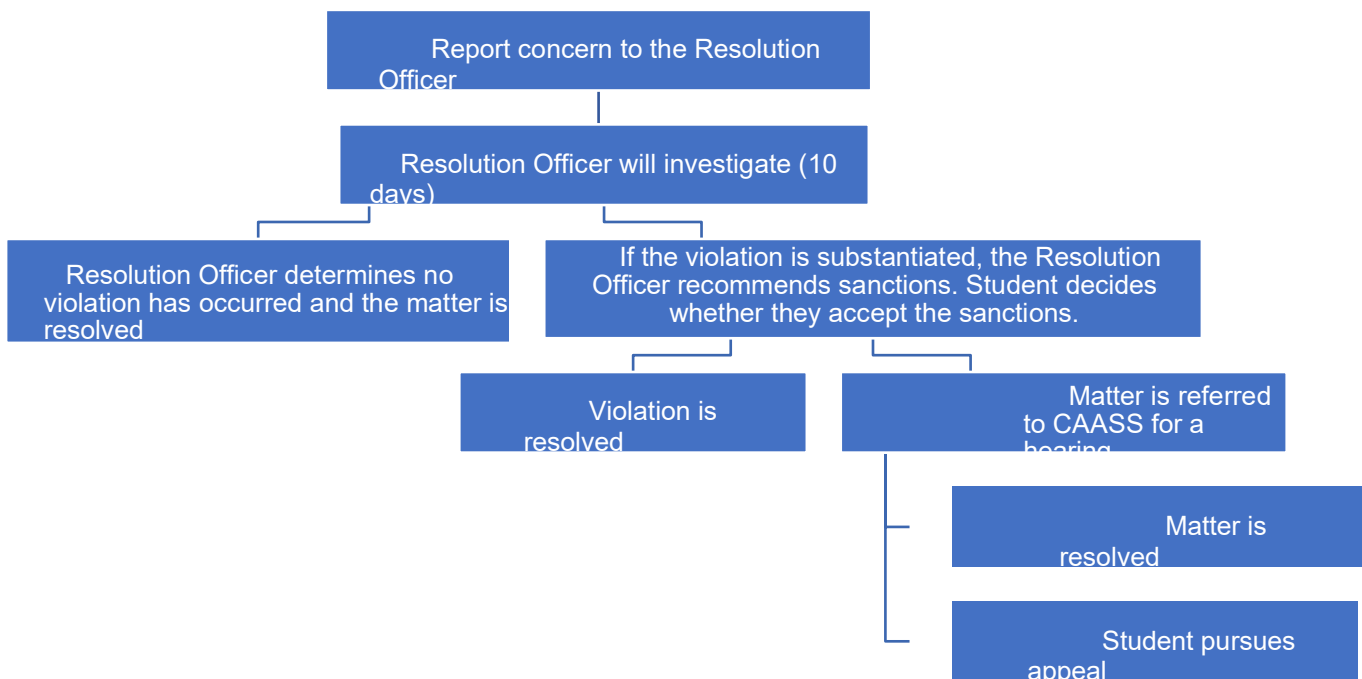 Report concern to the Resolution
Officer
Resolution Officer will investigate (10
days)
Resolution Officer determines no
violation has occurred and the matter is
resolved
If the violation is substantiated, the Resolution
Officer recommends sanctions. Student decides
whether they accept the sanctions.
Violation is
resolved
Matter is referred
to CAASS for a
hearing
Matter is
resolved
Student pursues
appeal